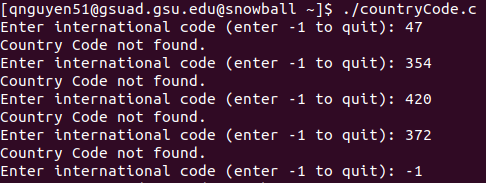 [qnguyen51@gsuad.gsu.edu@snowball ~]$ ./countryCode.c
Enter international code (enter -1 to quit): 47
Country Code not found.
Enter international code (enter -1 to quit): 354
Country Code not found.
Enter international code (enter -1 to quit): 420
Country Code not found.
Enter international code (enter -1 to quit): 372
Country Code not found.
Enter international code (enter -1 to quit): -1